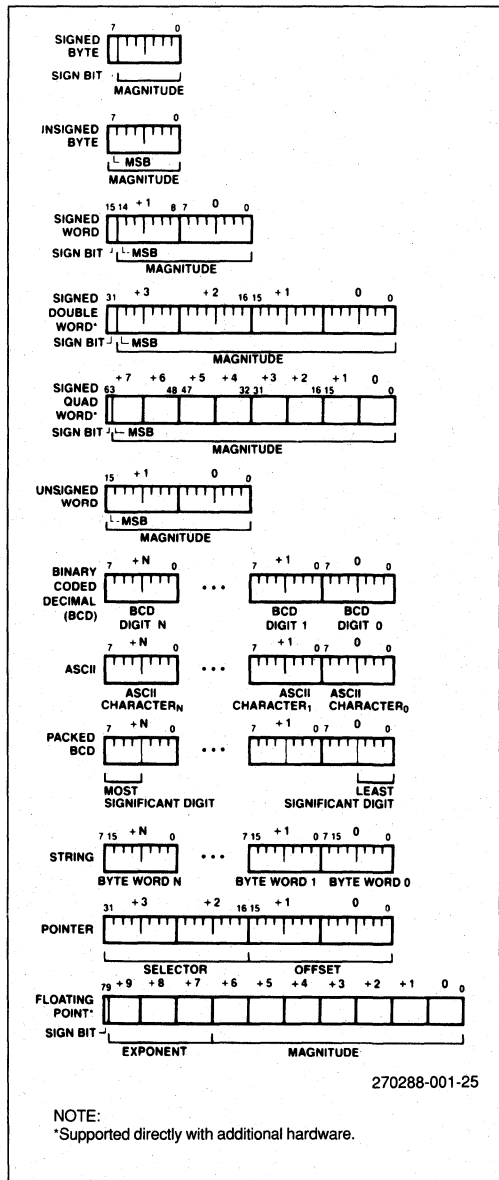 7 0
SIGNED
BYTE
SIGN BIT
MAGNITUDE
7 0
INSIGNED
BYTE
MSB
MAGNITUDE
15 14 +1 8 7 0 0
SIGNED
WORD
SIGN BIT MSB
MAGNITUDE
31 +3 +2 16 15 +1 0 0
SIGNED
DOUBLE
WORD*
SIGN BIT MSB
MAGNITUDE
+7 +6 +5 +4 +3 +2 +1 0
63 48 47 32 31 16 15 0
SIGNED
QUAD
WORD*
SIGN BIT MSB
MAGNITUDE
15 +1 0 0
UNSIGNED
WORD
MSB
MAGNITUDE
7 +N 0 7 +1 0 7 0 0
BINARY
CODED
DECIMAL
(BCD)
...
BCD
DIGIT N
BCD
DIGIT 1
BCD
DIGIT 0
7 +N 0 7 +1 0 7 0 0
ASCII ...
ASCII
CHARACTERN
ASCII
CHARACTER1
ASCII
CHARACTER0
7 +N 0 7 +1 0 7 0 0
PACKED
BCD
...
MOST
SIGNIFICANT DIGIT
LEAST
SIGNIFICANT DIGIT
7 15 +N 0 7 15 +1 0 7 15 0 0
STRING ...
BYTE WORD N BYTE WORD 1 BYTE WORD 0
31 +3 +2 16 15 +1 0 0
POINTER
SELECTOR OFFSET
79 +9 +8 +7 +6 +5 +4 +3 +2 +1 0 0
FLOATING
POINT*
SIGN BIT
EXPONENT MAGNITUDE
270288-001-25
NOTE:
*Supported directly with additional hardware.